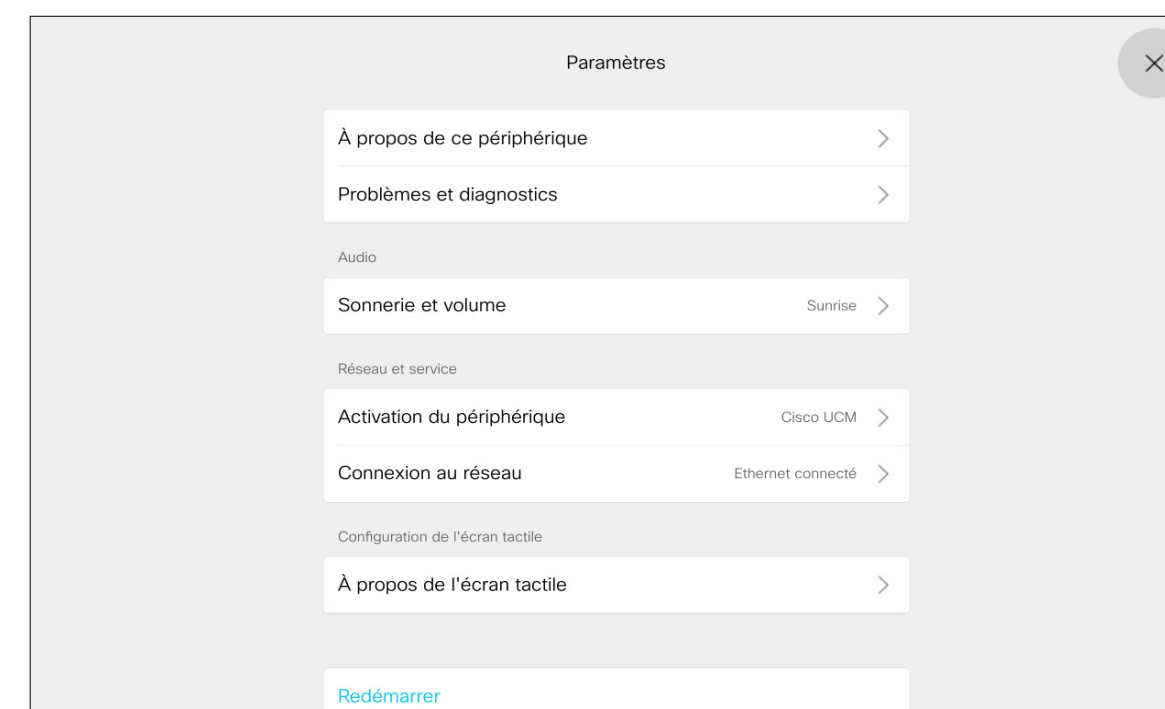 Paramètres
À propos de ce périphérique
Problèmes et diagnostics
Audio
Sonnerie et volume Sunrise
Réseau et service
Activation du périphérique Cisco UCM
Connexion au réseau Ethernet connecté
Configuration de l'écran tactile
À propos de l'écran tactile
Redémarrer